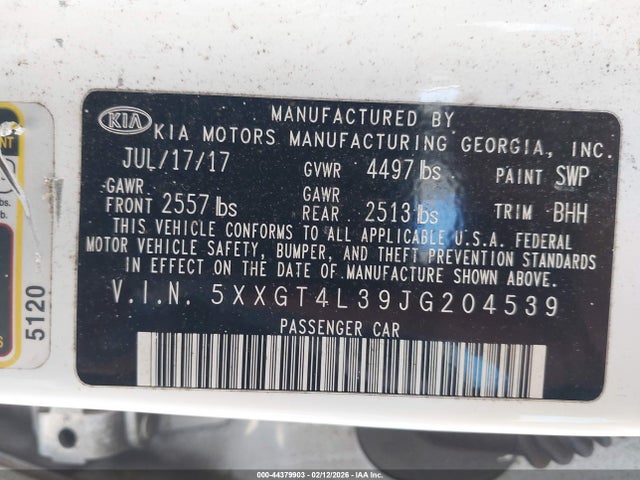 MANUFACTURED BY
KIA KIA MOTORS MANUFACTURING GEORGIA, INC.
JUL/17/17 GVWR 4497 lbs PAINT SWP
GAWR FRONT 2557 lbs GAWR REAR 2513 lbs TRIM BHH
THIS VEHICLE CONFORMS TO ALL APPLICABLE U.S.A. FEDERAL
MOTOR VEHICLE SAFETY, BUMPER, AND THEFT PREVENTION STANDARDS
IN EFFECT ON THE DATE OF MANUFACTURE SHOWN ABOVE.
V.I.N. 5XXGT4L39JG204539
PASSENGER CAR
5120
lbs.
lb.
000-44379903 - 02/12/2026 - © IAA, Inc.